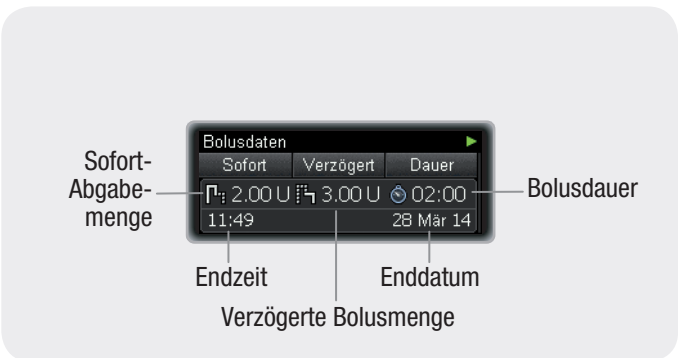 Bolusdaten
Sofort Verzögert Dauer
2.00 U 3.00 U 02:00
11:49 28 Mär 14
Sofort-
Abgabe-
menge
Bolusdauer
Endzeit Enddatum
Verzögerte Bolusmenge